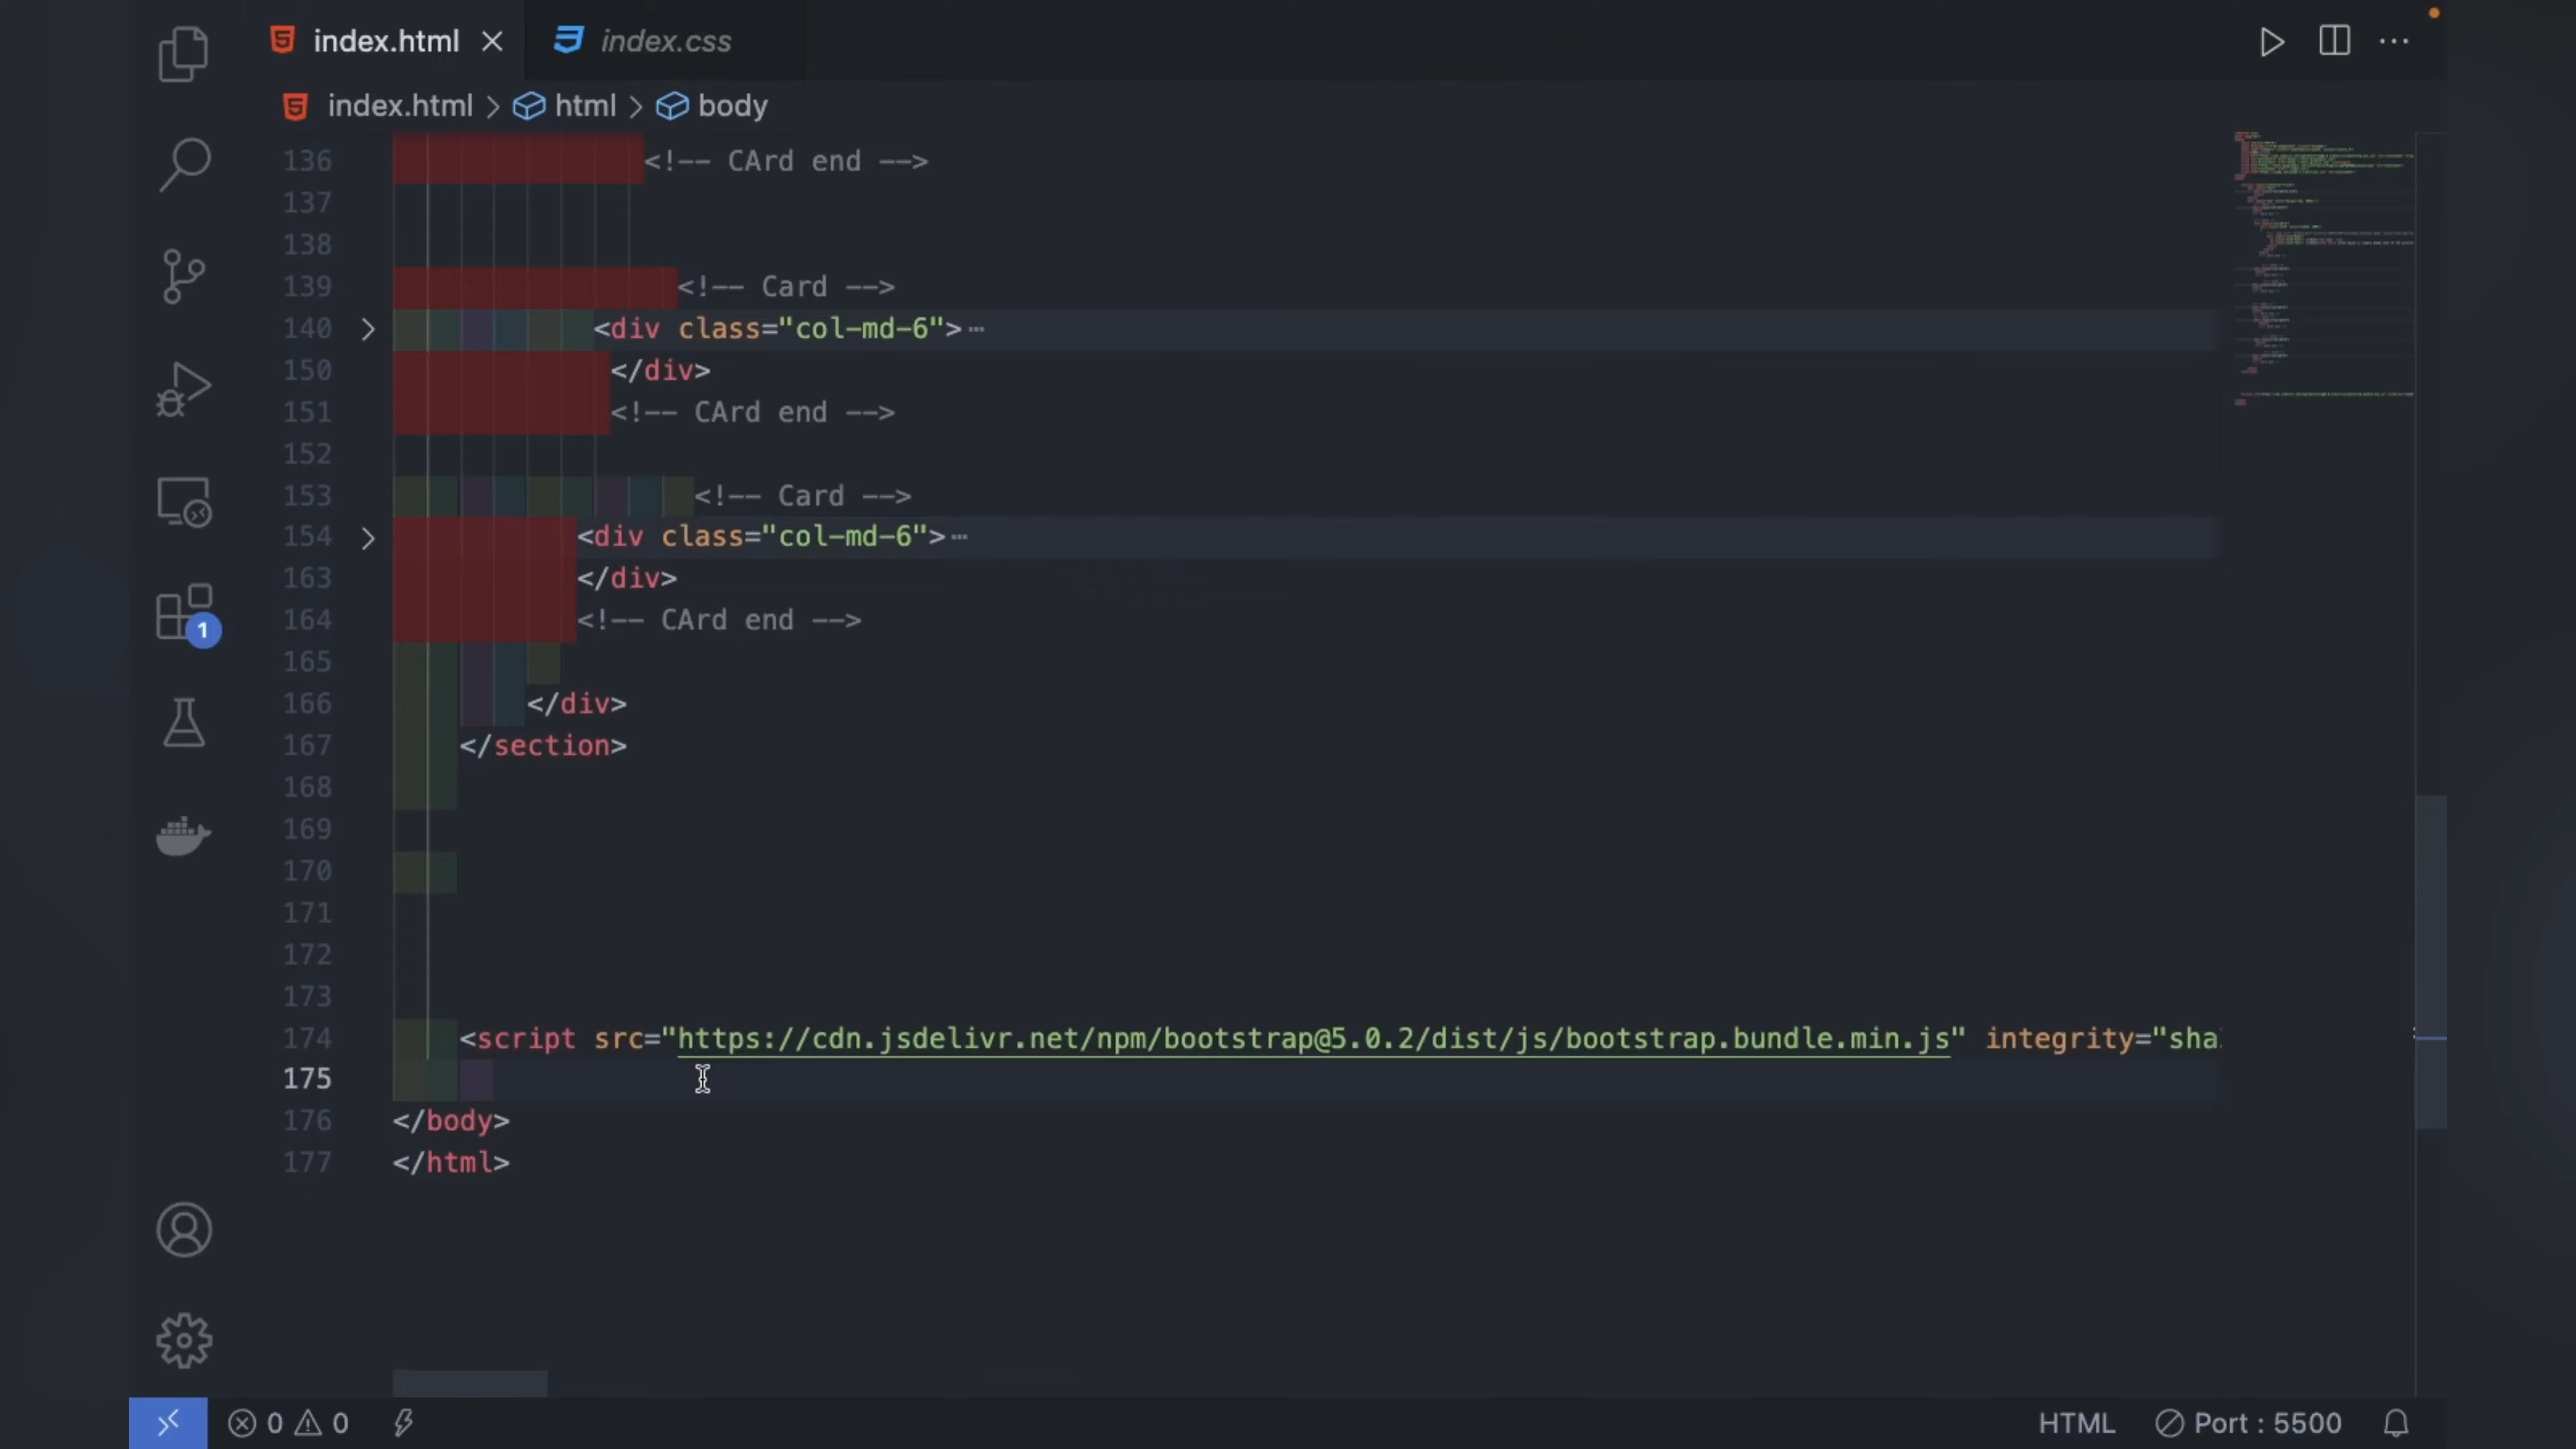 index.html
index.css
index.html > html > body
136 <!-- CArd end -->
137
138
139 <!-- Card -->
140 <div class="col-md-6">
150 </div>
151 <!-- CArd end -->
152
153 <!-- Card -->
154 <div class="col-md-6">
163 </div>
164 <!-- CArd end -->
165
166 </div>
167 </section>
168
169
170
171
172
173
174 <script src="https://cdn.jsdelivr.net/npm/bootstrap@5.0.2/dist/js/bootstrap.bundle.min.js" integrity="sha
175
176 </body>
177 </html>
1
0 0
HTML
Port : 5500